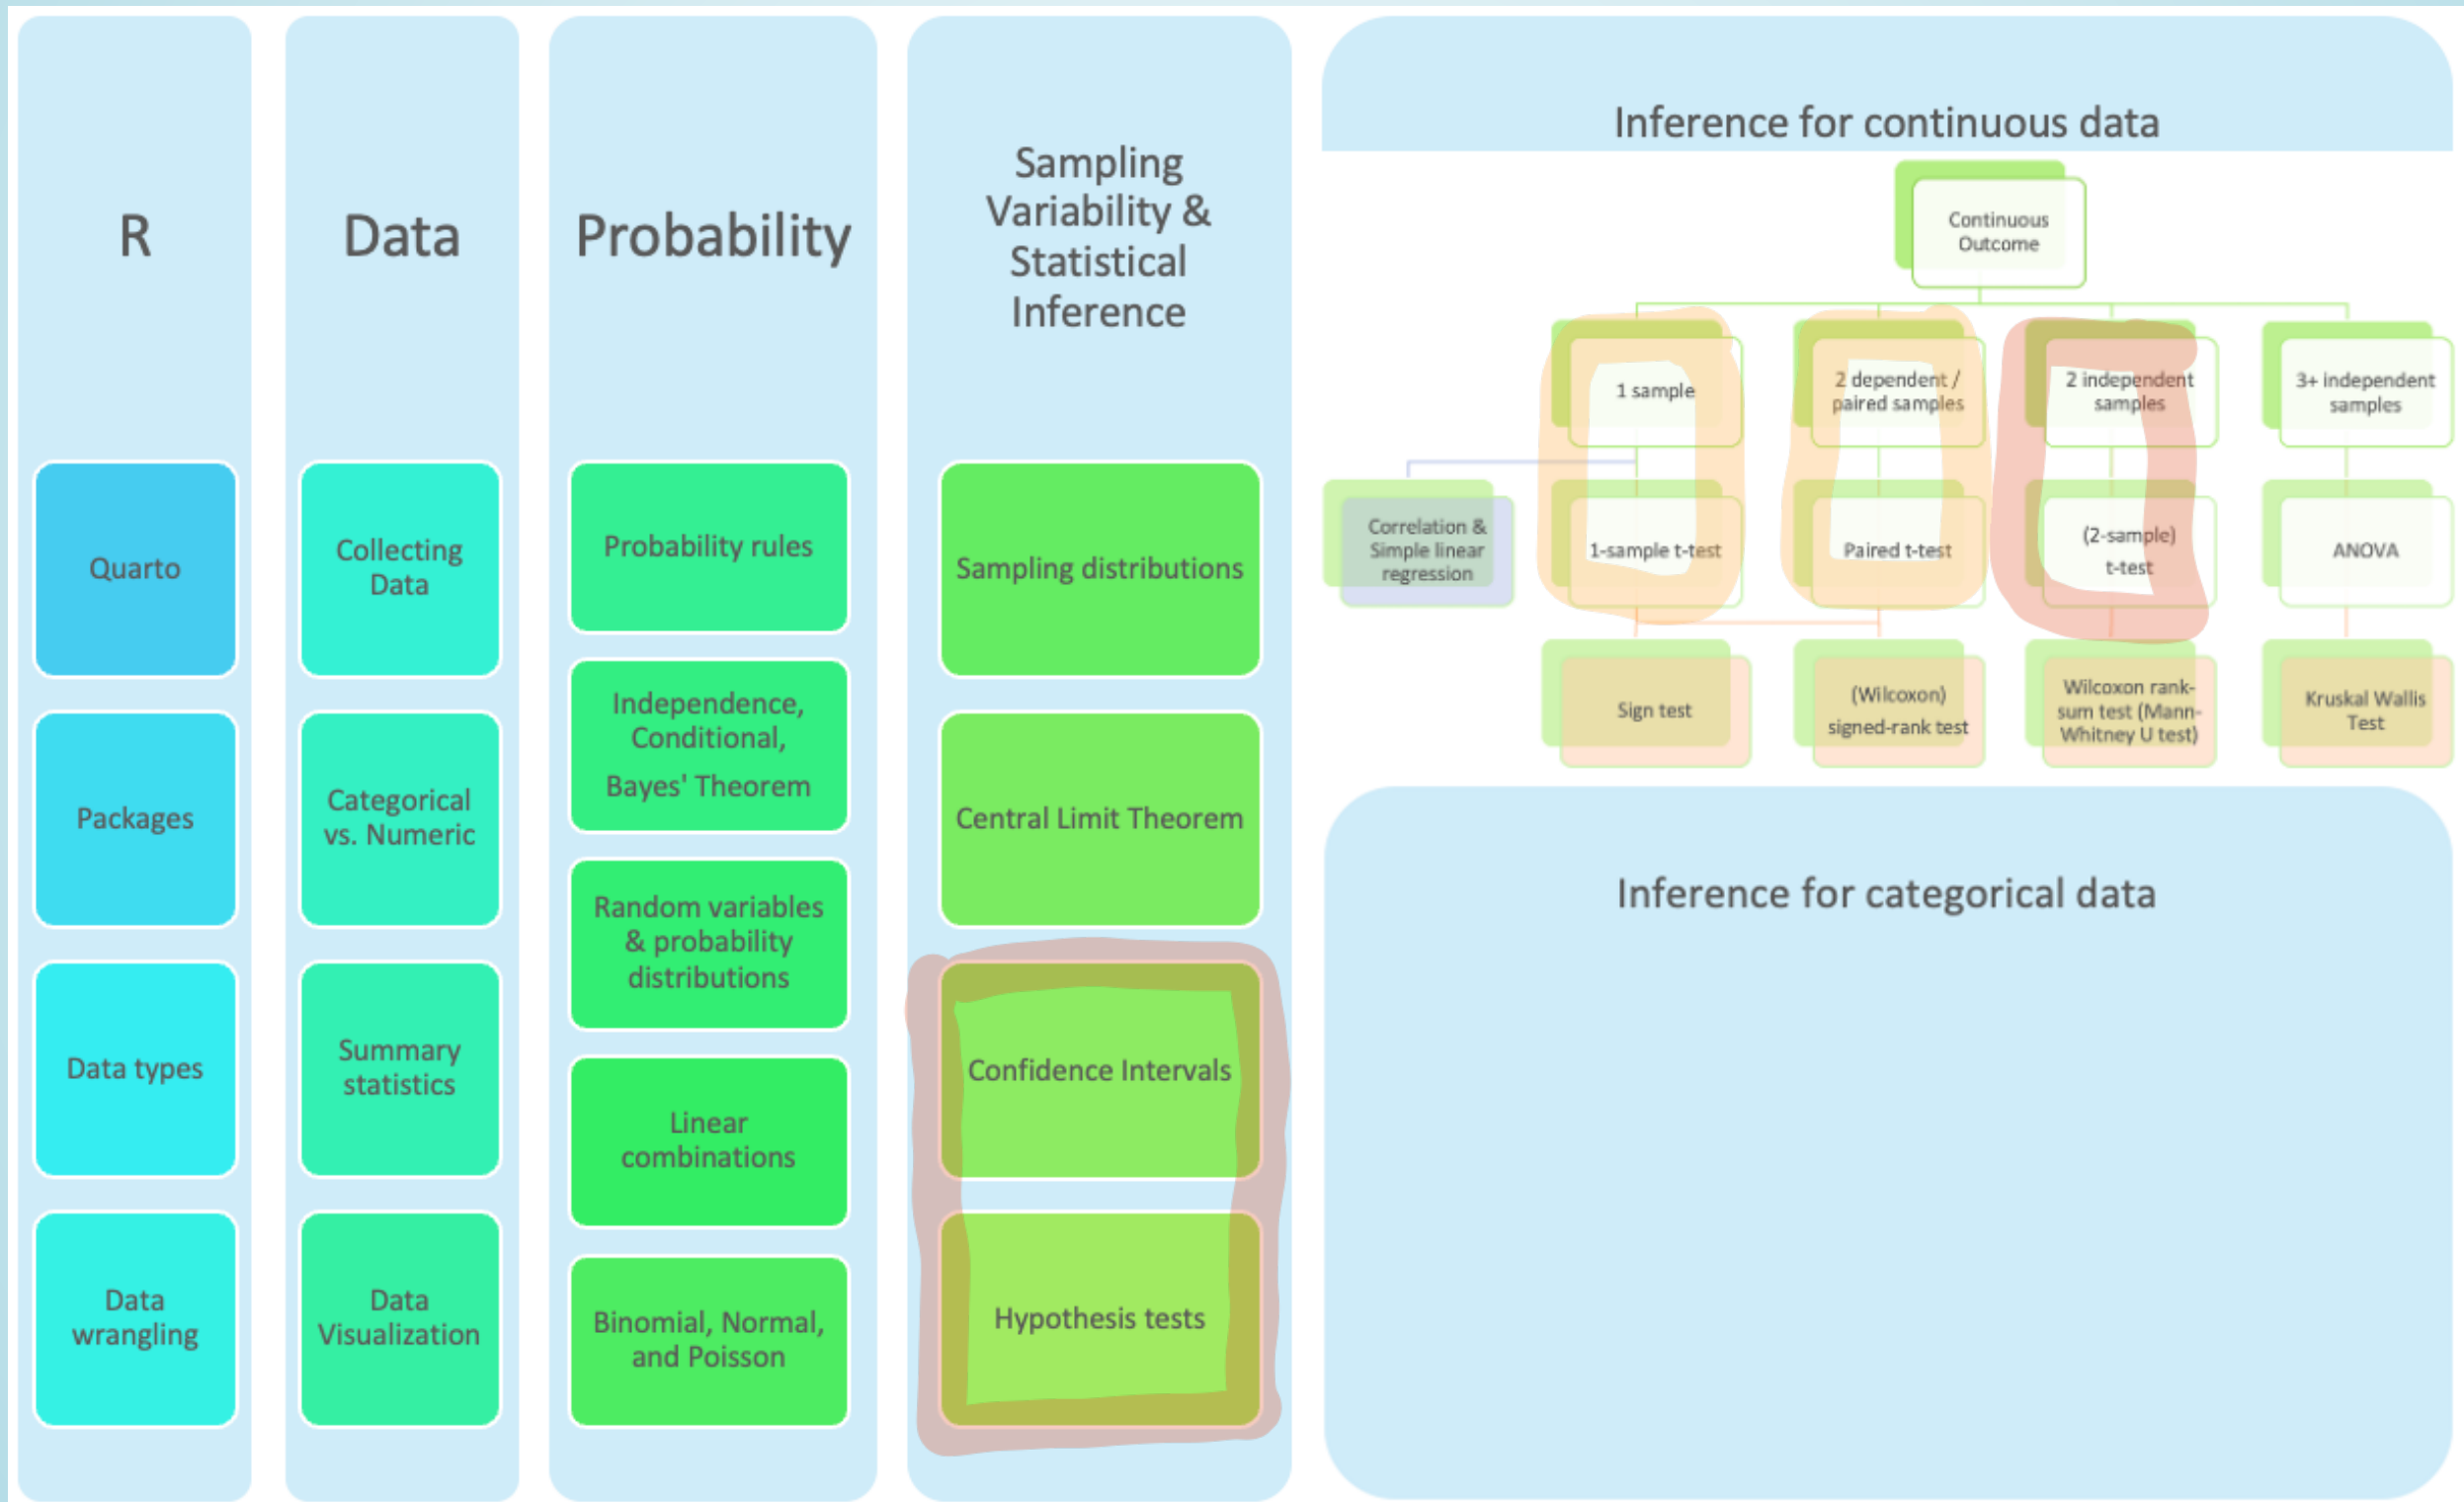 R
Quarto
Packages
Data types
Data
wrangling
Data
Collecting
Data
Categorical
vs. Numeric
Summary
statistics
Data
Visualization
Probability
Probability rules
Independence,
Conditional,
Bayes' Theorem
Random variables
& probability
distributions
Linear
combinations
Binomial, Normal,
and Poisson
Sampling
Variability &
Statistical
Inference
Sampling distributions
Central Limit Theorem
Confidence Intervals
Hypothesis tests
Inference for continuous data
Continuous
Outcome
1 sample
2 dependent /
paired samples
2 independent
samples
3+ independent
samples
Correlation &
Simple linear
regression
1-sample t-test
Paired t-test
(2-sample)
t-test
ANOVA
Sign test
(Wilcoxon)
signed-rank test
Wilcoxon rank-
sum test (Mann-
Whitney U test)
Kruskal Wallis
Test
Inference for categorical data